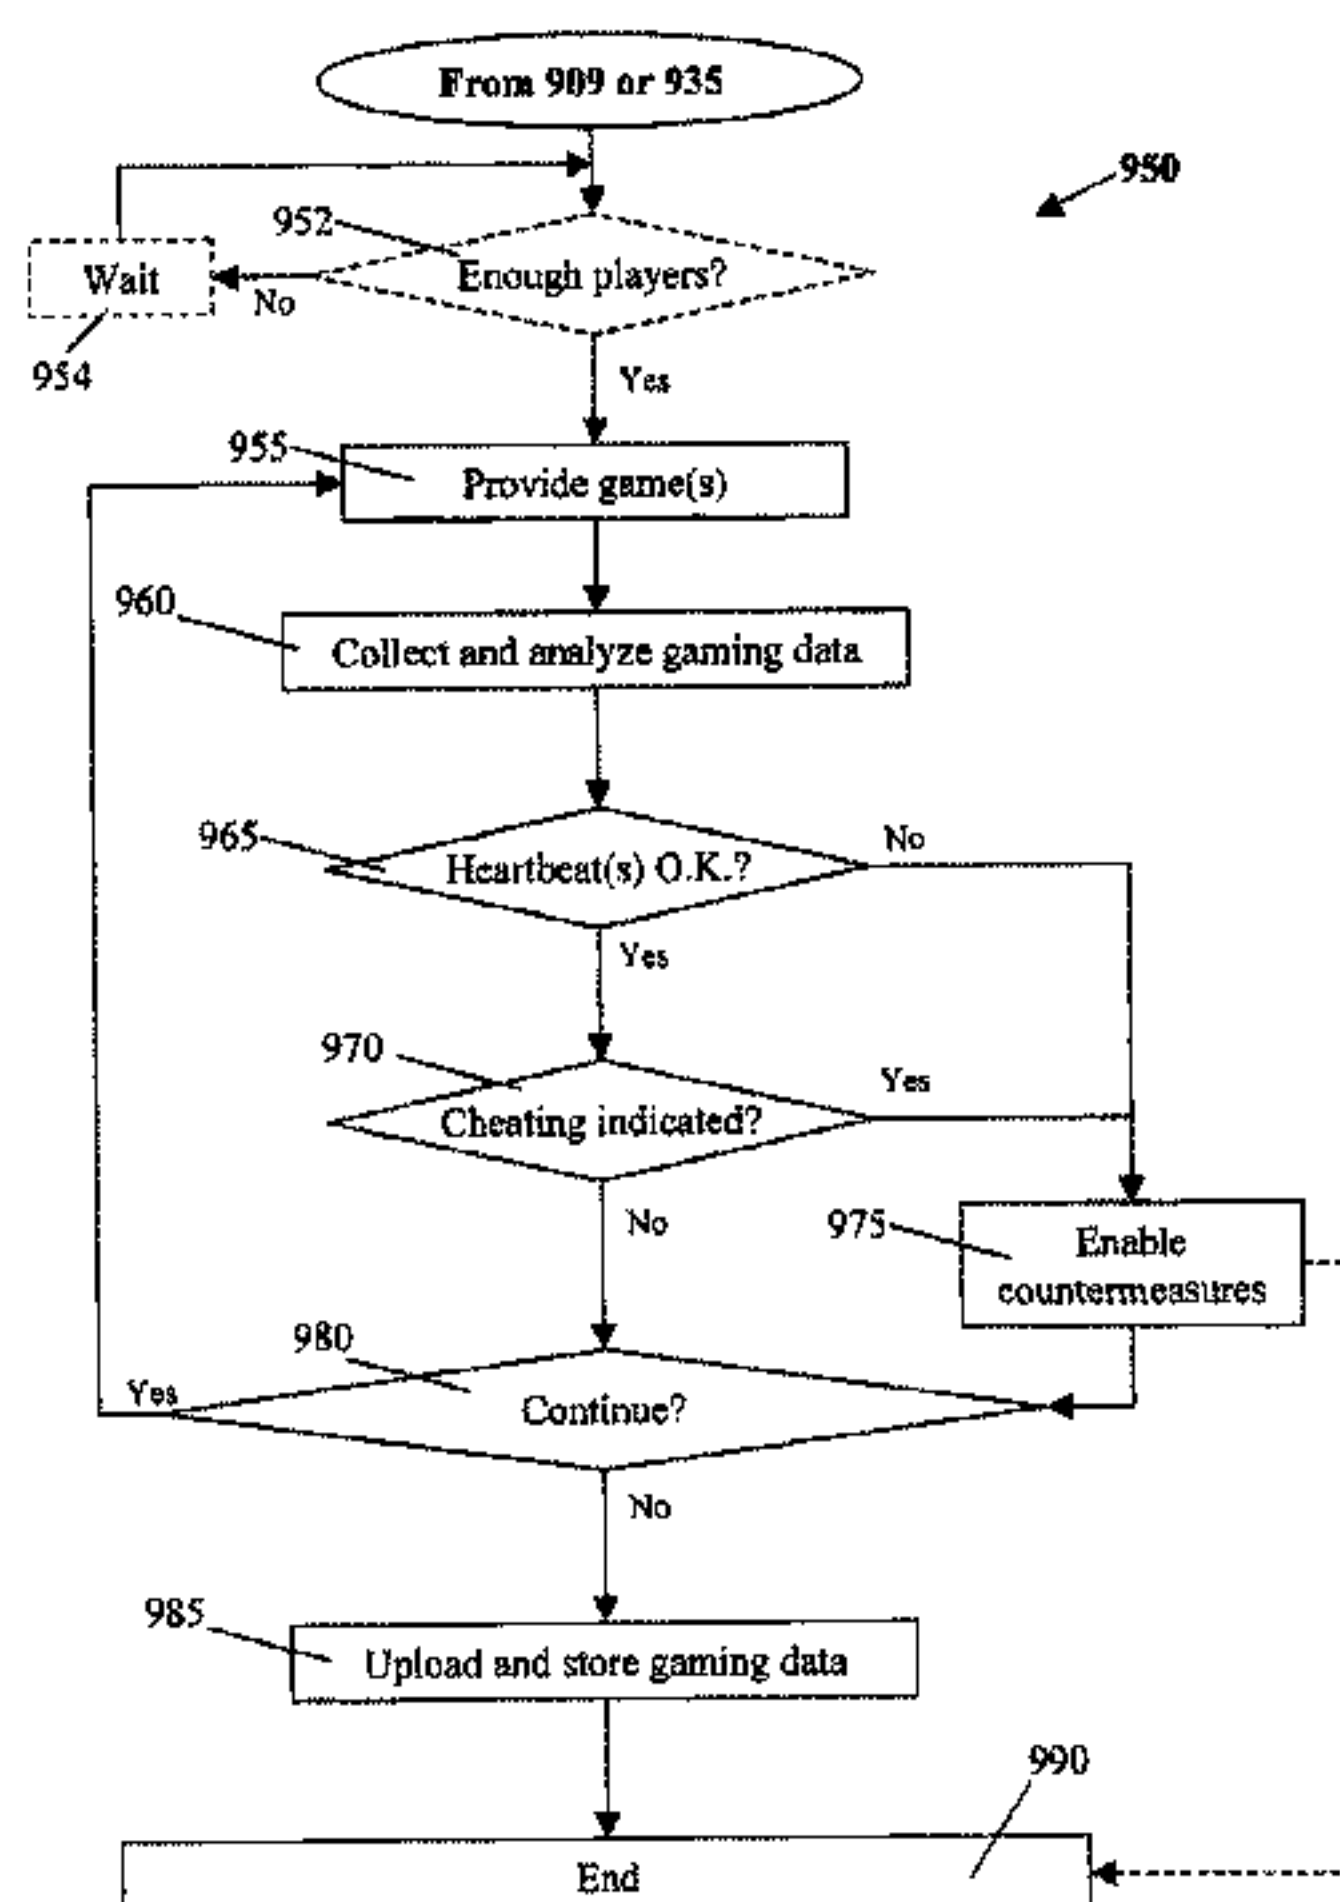 From 909 or 935
950
952
Enough players?
Wait
No
954
Yes
955
Provide game(s)
960
Collect and analyze gaming data
965
Heartbeat(s) O.K.?
No
Yes
970
Cheating indicated?
Yes
No
975
Enable
countermeasures
980
Yes
Continue?
No
985
Upload and store gaming data
990
End